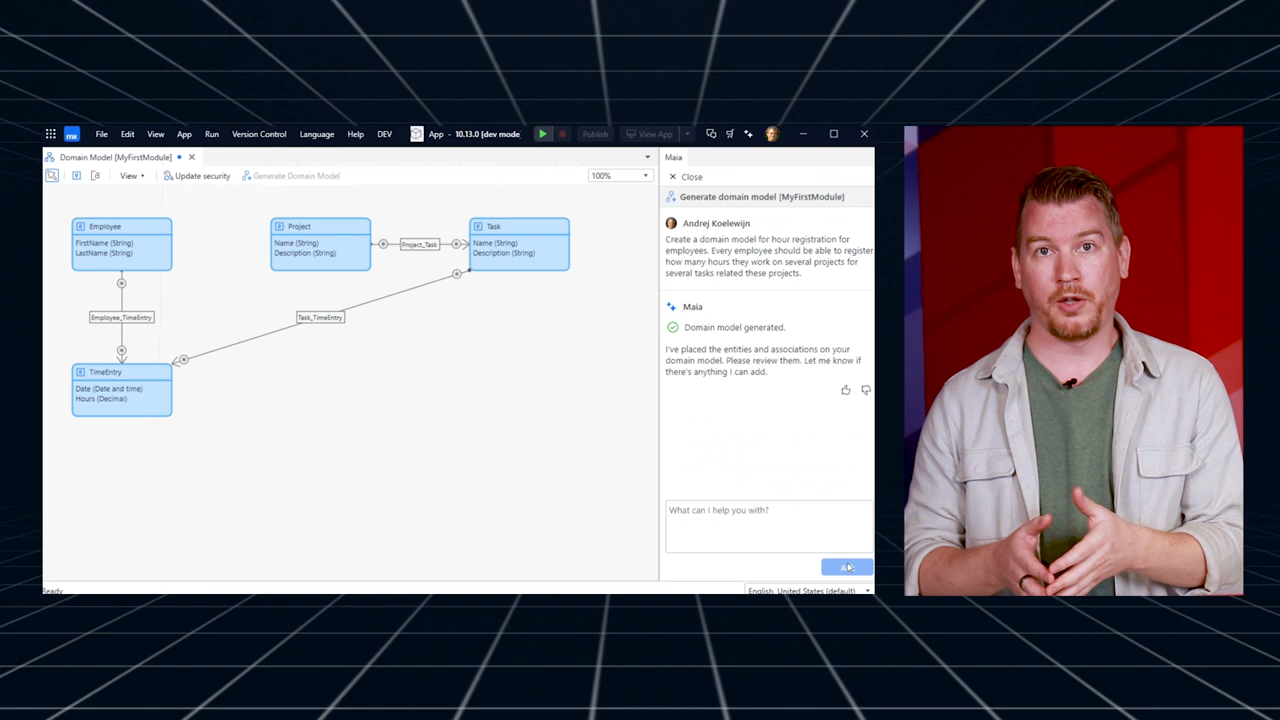 mx
File Edit View App Run Version Control Language Help DEV App - 10.13.0 [dev mode Publish View App
Domain Model [MyFirstModule]
View Update security Generate Domain Model 100%
Employee
FirstName (String)
LastName (String)
Project
Name (String)
Description (String)
Project_Task
Task
Name (String)
Description (String)
Employee_TimeEntry
Task_TimeEntry
TimeEntry
Date (Date and time)
Hours (Decimal)
Maia
Close
Generate domain model [MyFirstModule]
Andrej Koelewijn
Create a domain model for hour registration for
employees. Every employee should be able to register
how many hours they work on several projects for
several tasks related these projects.
Maia
Domain model generated.
I've placed the entities and associations on your
domain model. Please review them. Let me know if
there's anything I can add.
What can I help you with?
Ready
English, United States (default)